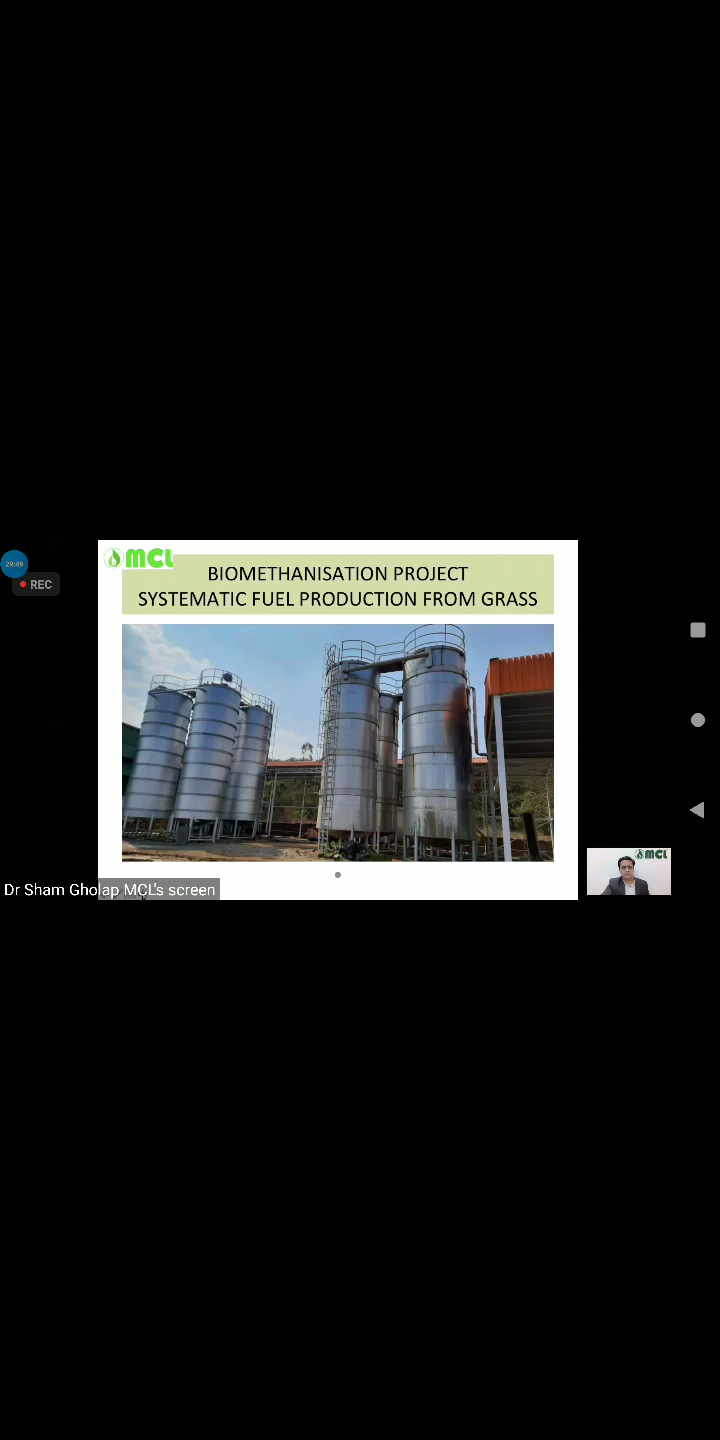 MCL
BIOMETHANISATION PROJECT
SYSTEMATIC FUEL PRODUCTION FROM GRASS
29:49
REC
MCL
Dr Sham Gholap MCL's screen